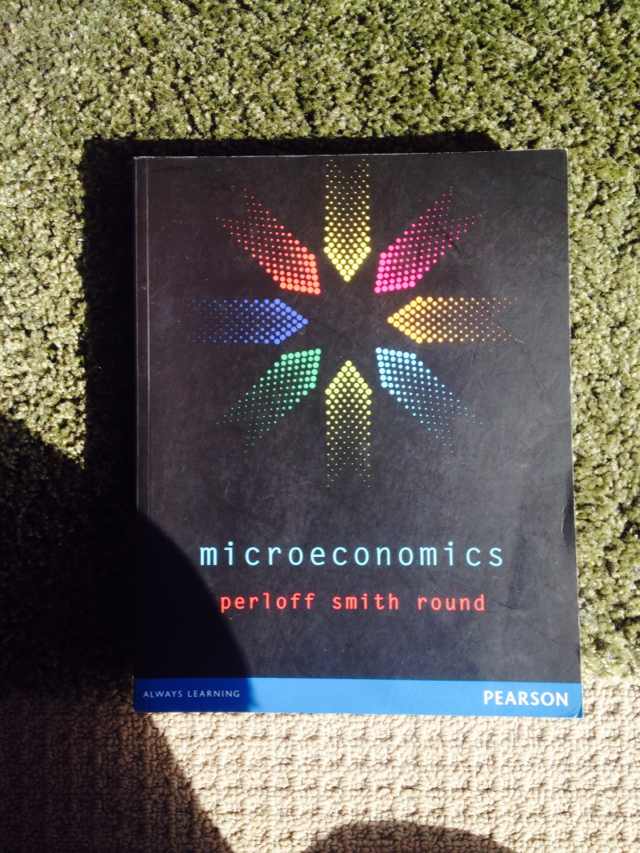 microeconomics
perloff smith round
ALWAYS LEARNING
PEARSON